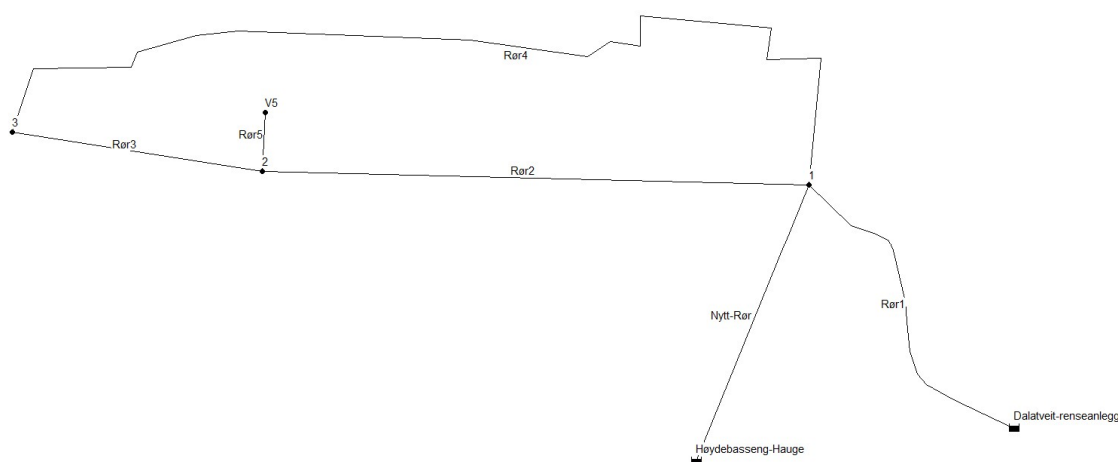 Rør4
V5
3
Rør5
Rør3
2
Rør2
1
Rør1
Nytt-Rør
Dalatveit-renseanlegg
Høydebasseng-Hauge